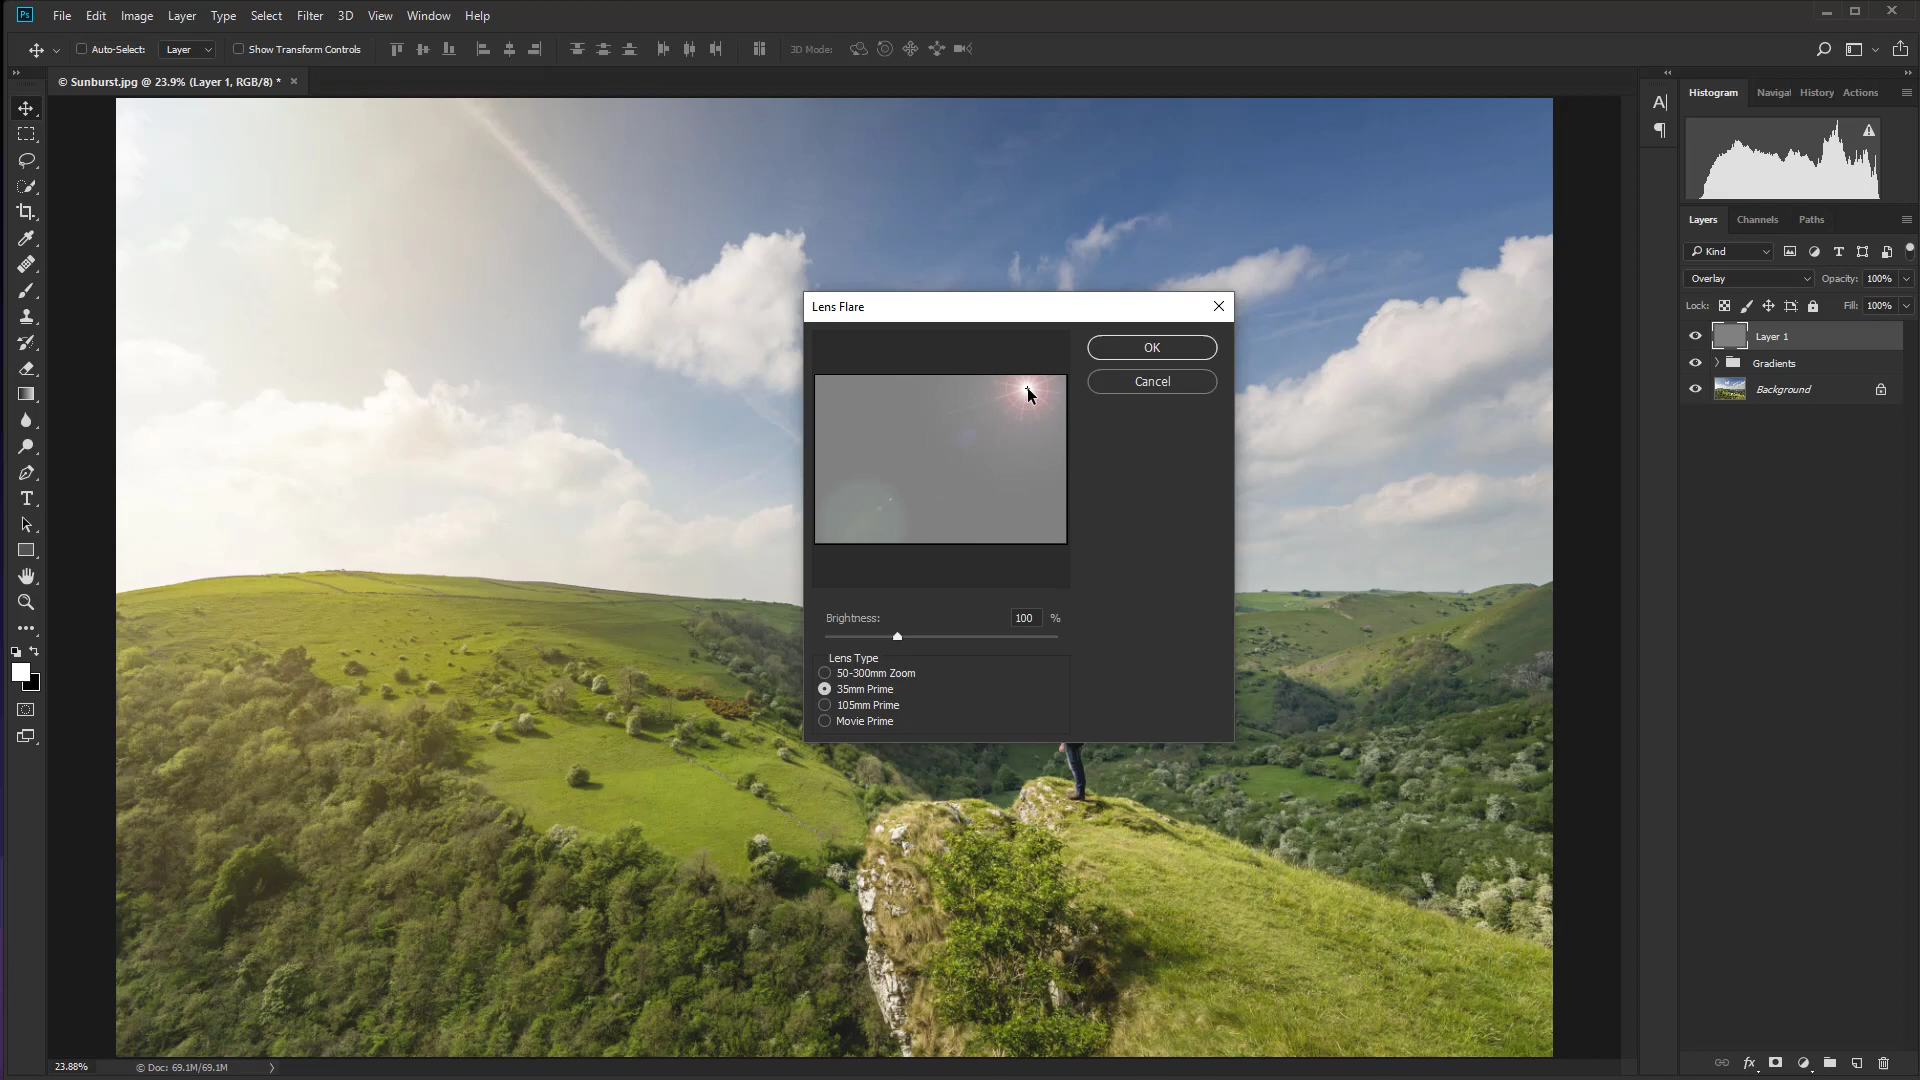 Ps File Edit Image Layer Type Select Filter 3D View Window Help
Auto-Select: Layer Show Transform Controls 3D Mode:
© Sunburst.jpg @ 23.9% (Layer 1, RGB/8) *
Histogram Navigat History Actions
Layers Channels Paths
Kind
Overlay Opacity: 100%
Lock: Fill: 100%
Layer 1
Gradients
Background
Lens Flare
OK
Cancel
Brightness: 100 %
Lens Type
50-300mm Zoom
35mm Prime
105mm Prime
Movie Prime
23.88% © Doc: 69.1M/69.1M